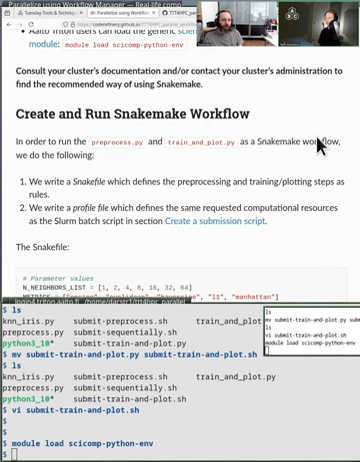 Parallelize using Workflow Manager — Real-life comp
Tuesday Tools & Techniq
Parallelize using Workflo
https://coderefinery.github.io/TTT4HPC_parallel_workf
Aalto Triton users can load the generic sci
module: module load scicomp-python-env
Consult your cluster's documentation and/or contact your cluster's administration to
find the recommended way of using Snakemake.
Create and Run Snakemake Workflow
In order to run the preprocess.py and train_and_plot.py as a Snakemake workflow,
we do the following:
1. We write a Snakefile which defines the preprocessing and training/plotting steps as
rules.
2. We write a profile file which defines the same requested computational resources
as the Slurm batch script in section Create a submission script.
The Snakefile:
# Parameter values
N_NEIGHBORS_LIST = [1, 2, 4, 8, 16, 32, 64]
"l1", "manhattan"]
$ ls
knn_iris.py submit-preprocess.sh train_and_plot
preprocess.py submit-sequentially.sh
python3_10* submit-train-and-plot.py
$ mv submit-train-and-plot.py submit-train-and-plot.sh
$ ls
knn_iris.py submit-preprocess.sh train_and_plot.py
preprocess.py submit-sequentially.sh
python3_10* submit-train-and-plot.sh
$ vi submit-train-and-plot.sh
$
$
$ module load scicomp-python-env
$
ls
mv submit-train-and-plot.py sub
ls
vi submit-train-and-plot.sh
module load scicomp-python-env